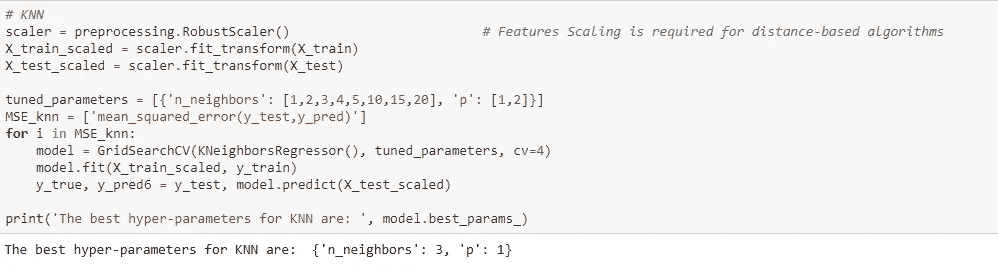 # KNN
scaler = preprocessing.RobustScaler() # Features Scaling is required for distance-based algorithms
X_train_scaled = scaler.fit_transform(X_train)
X_test_scaled = scaler.fit_transform(X_test)
tuned_parameters = [{'n_neighbors': [1,2,3,4,5,10,15,20], 'p': [1,2]}]
MSE_knn = ['mean_squared_error(y_test,y_pred)']
for i in MSE_knn:
    model = GridSearchCV(KNeighborsRegressor(), tuned_parameters, cv=4)
    model.fit(X_train_scaled, y_train)
    y_true, y_pred6 = y_test, model.predict(X_test_scaled)
print('The best hyper-parameters for KNN are: ', model.best_params_)
The best hyper-parameters for KNN are:  {'n_neighbors': 3, 'p': 1}